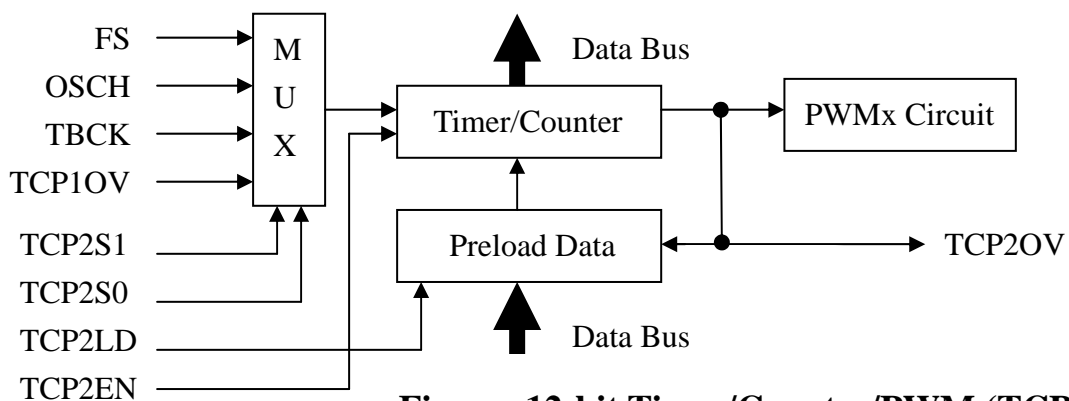 FS
OSCH
TBCK
TCP1OV
TCP2S1
TCP2S0
TCP2LD
TCP2EN
M
U
X
Data Bus
Timer/Counter
PWMx Circuit
Preload Data
TCP2OV
Data Bus